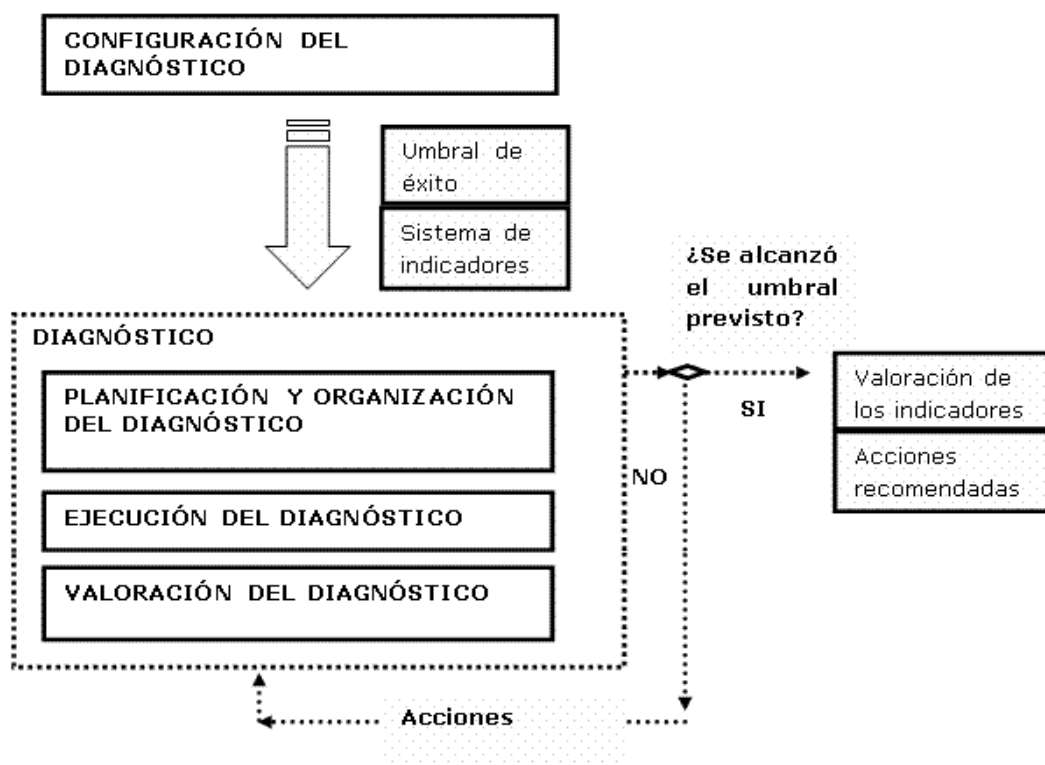 CONFIGURACIÓN DEL
DIAGNÓSTICO
Umbral de
éxito
Sistema de
indicadores
¿Se alcanzó
el umbral
previsto?
DIAGNÓSTICO
PLANIFICACIÓN Y ORGANIZACIÓN
DEL DIAGNÓSTICO
EJECUCIÓN DEL DIAGNÓSTICO
VALORACIÓN DEL DIAGNÓSTICO
SI
NO
Valoración de
los indicadores
Acciones
recomendadas
Acciones